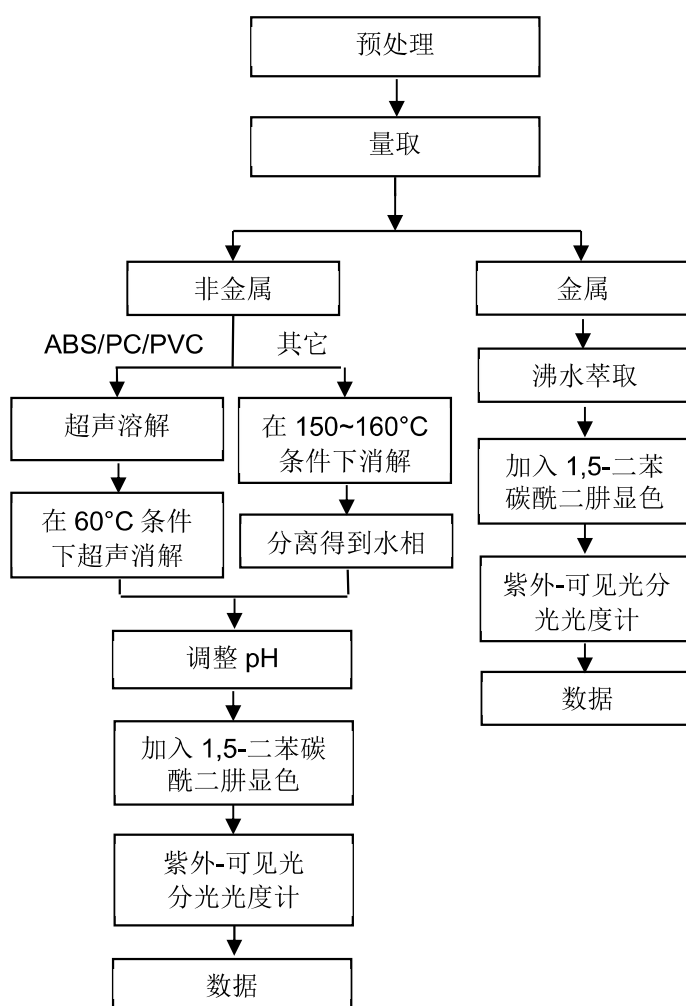 预处理
量取
非金属
金属
ABS/PC/PVC
其它
超声溶解
在 150~160°C
条件下消解
在 60°C 条件
下超声消解
分离得到水相
调整 pH
加入 1,5-二苯碳
酰二肼显色
紫外-可见光
分光光度计
数据
沸水萃取
加入 1,5-二苯
碳酰二肼显色
紫外-可见光分
光光度计
数据